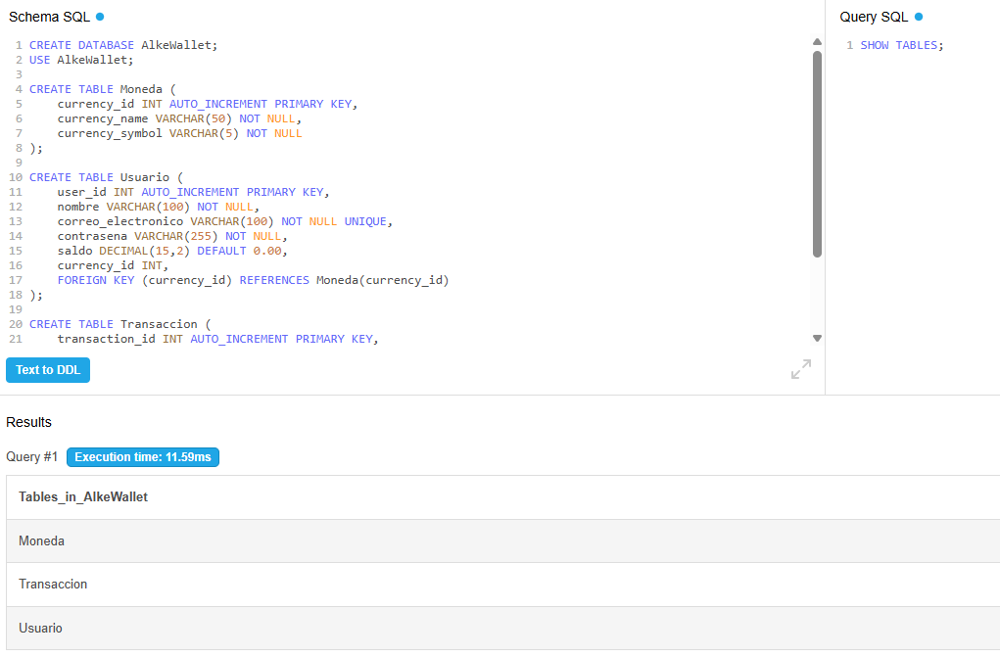 Schema SQL
1 CREATE DATABASE AlkeWallet;
2 USE AlkeWallet;
3
4 CREATE TABLE Moneda (
5     currency_id INT AUTO_INCREMENT PRIMARY KEY,
6     currency_name VARCHAR(50) NOT NULL,
7     currency_symbol VARCHAR(5) NOT NULL
8 );
9
10 CREATE TABLE Usuario (
11     user_id INT AUTO_INCREMENT PRIMARY KEY,
12     nombre VARCHAR(100) NOT NULL,
13     correo_electronico VARCHAR(100) NOT NULL UNIQUE,
14     contrasena VARCHAR(255) NOT NULL,
15     saldo DECIMAL(15,2) DEFAULT 0.00,
16     currency_id INT,
17     FOREIGN KEY (currency_id) REFERENCES Moneda(currency_id)
18 );
19
20 CREATE TABLE Transaccion (
21     transaction_id INT AUTO_INCREMENT PRIMARY KEY,
Text to DDL
Query SQL
1 SHOW TABLES;
Results
Query #1 Execution time: 11.59ms
Tables_in_AlkeWallet
Moneda
Transaccion
Usuario